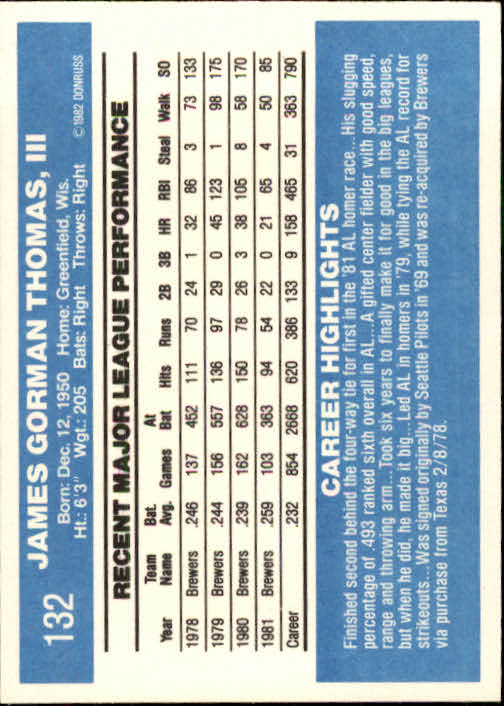 132
JAMES GORMAN THOMAS, III
Born: Dec. 12, 1950 Home: Greenfield, Wis.
Ht.: 6'3" Wgt.: 205 Bats: Right Throws: Right
©1982 DONRUSS
RECENT MAJOR LEAGUE PERFORMANCE
Year Team Name Bat. Avg. Games At Bat Hits Runs 2B 3B HR RBI Steal Walk SO
1978 Brewers .246 137 452 111 70 24 1 32 86 3 73 133
1979 Brewers .244 156 557 136 97 29 0 45 123 1 98 175
1980 Brewers .239 162 628 150 78 26 3 38 105 8 58 170
1981 Brewers .259 103 363 94 54 22 0 21 65 4 50 85
Career .232 854 2668 620 386 133 9 158 465 31 363 790
CAREER HIGHLIGHTS
Finished second behind the four-way tie for first in the '81 AL homer race...His slugging
percentage of .493 ranked sixth overall in AL....A gifted center fielder with good speed,
range and throwing arm...Took six years to finally make it for good in the big leagues,
but when he did, he made it big...Led AL in homers in '79, while tying the AL record for
strikeouts...Was signed originally by Seattle Pilots in '69 and was re-acquired by Brewers
via purchase from Texas 2/8/78.